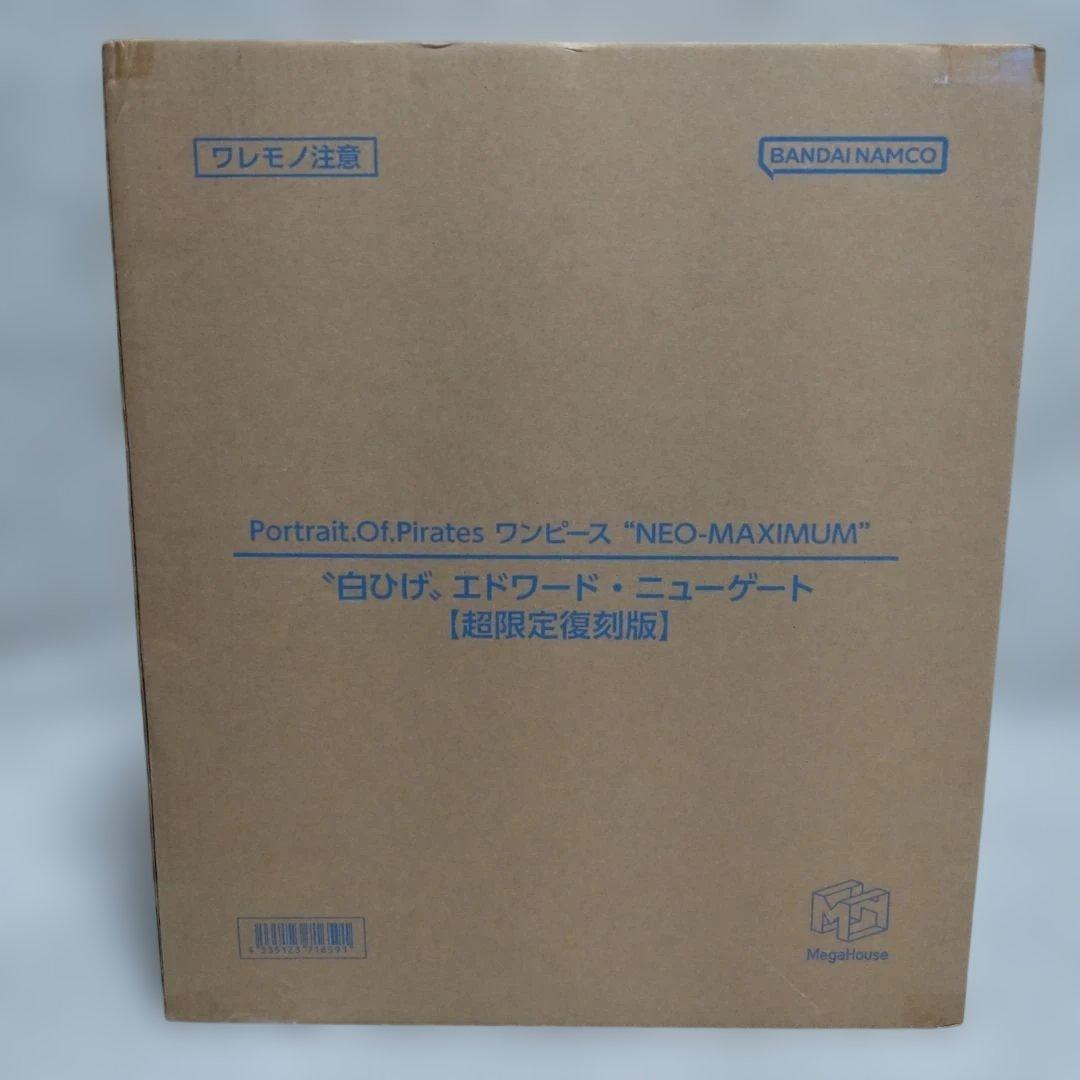 ワレモノ注意
BANDAI NAMCO
Portrait.Of.Pirates ワンピース “NEO-MAXIMUM”
〝白ひげ〟エドワード・ニューゲート
【超限定復刻版】
MegaHouse